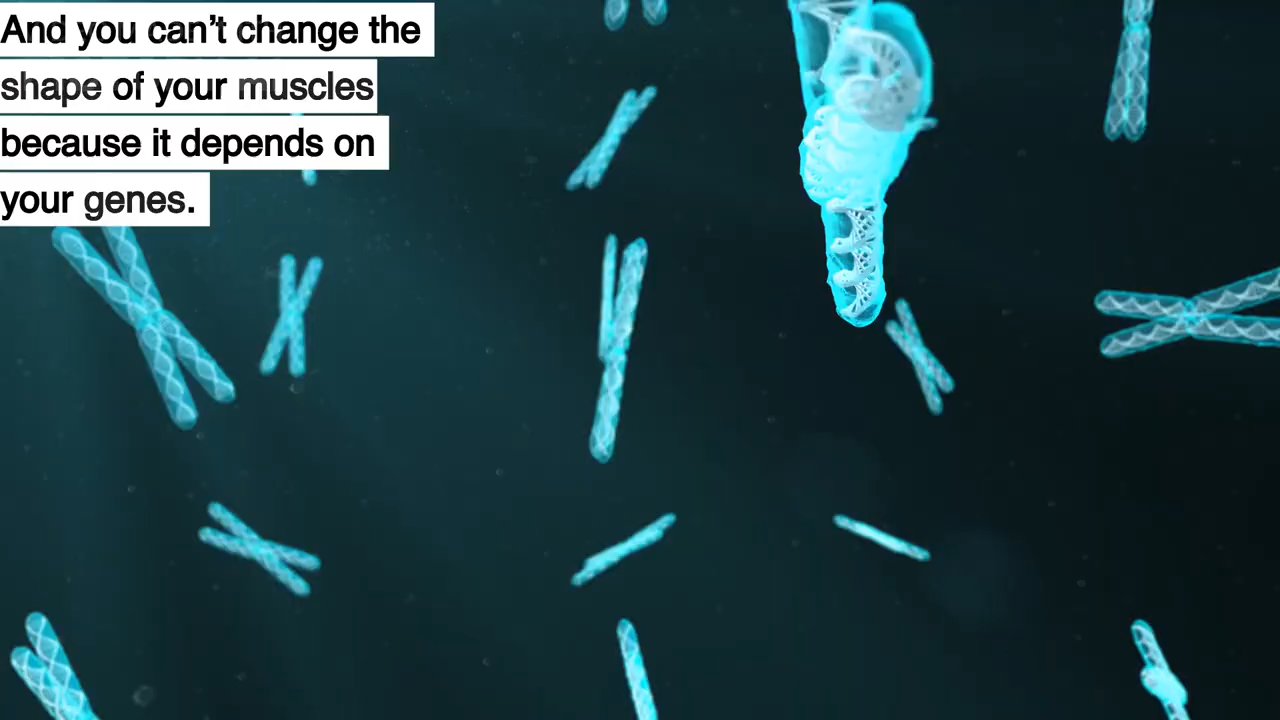 And you can’t change the
shape of your muscles
because it depends on
your genes.